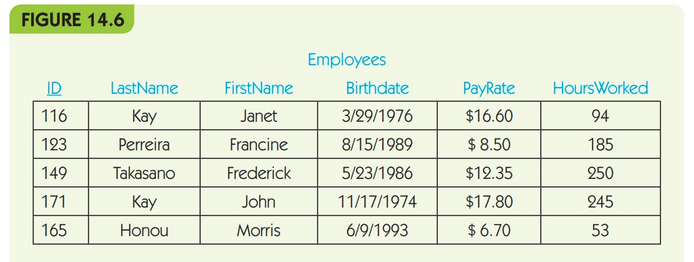 FIGURE 14.6
Employees
ID LastName FirstName Birthdate PayRate HoursWorked
116 Kay Janet 3/29/1976 $16.60 94
123 Perreira Francine 8/15/1989 $ 8.50 185
149 Takasano Frederick 5/23/1986 $12.35 250
171 Kay John 11/17/1974 $17.80 245
165 Honou Morris 6/9/1993 $ 6.70 53